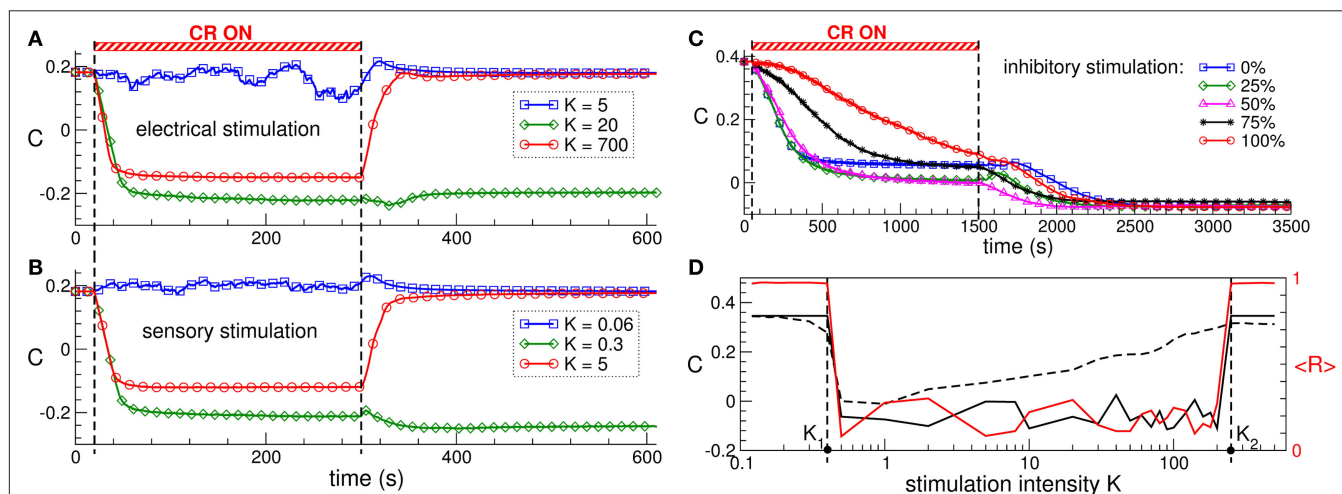 A
CR ON
0.2
0
-0.2
C
electrical stimulation
K = 5
K = 20
K = 700
0
200
400
600
B
0.2
0
-0.2
C
sensory stimulation
K = 0.06
K = 0.3
K = 5
0
200
400
600
time (s)
C
CR ON
0.4
0.2
0
C
inhibitory stimulation:
0%
25%
50%
75%
100%
0
500
1000
1500
2000
2500
3000
3500
time (s)
D
0.4
0.2
0
-0.2
C
1
<R>
0
K1
K2
0.1
1
10
100
stimulation intensity K